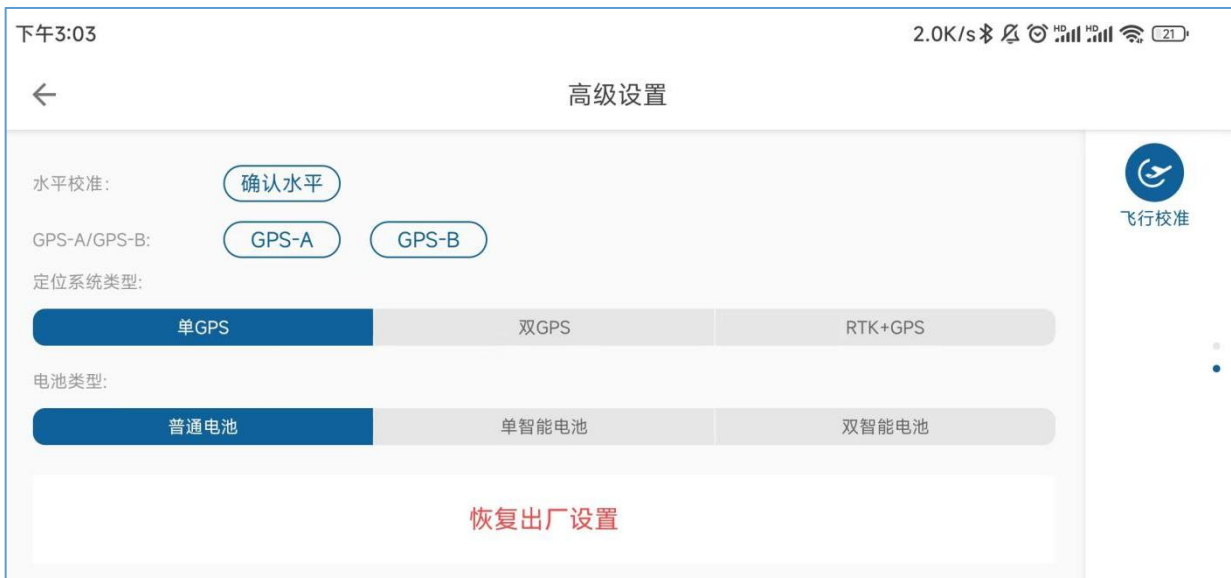 下午3:03 2.0K/s HD HD 21
高级设置
水平校准: 确认水平
飞行校准
GPS-A/GPS-B: GPS-A GPS-B
定位系统类型:
单GPS 双GPS RTK+GPS
电池类型:
普通电池 单智能电池 双智能电池
恢复出厂设置